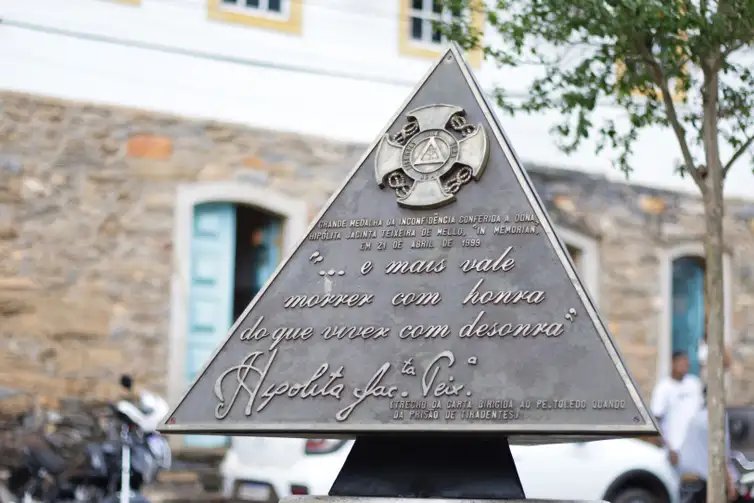 GRANDE MEDALHA DA INCONFIDÊNCIA CONFERIDA A DONA
HIPÓLITA JACINTA TEIXEIRA DE MELLO, "IN MEMORIAN",
EM 21 DE ABRIL DE 1999
"... e mais vale
morrer com honra
do que viver com desonra"
Hipolita Jac.ta Teix.a
(TRECHO DA CARTA DIRIGIDA AO PE. TOLEDO QUANDO
DA PRISÃO DE TIRADENTES)